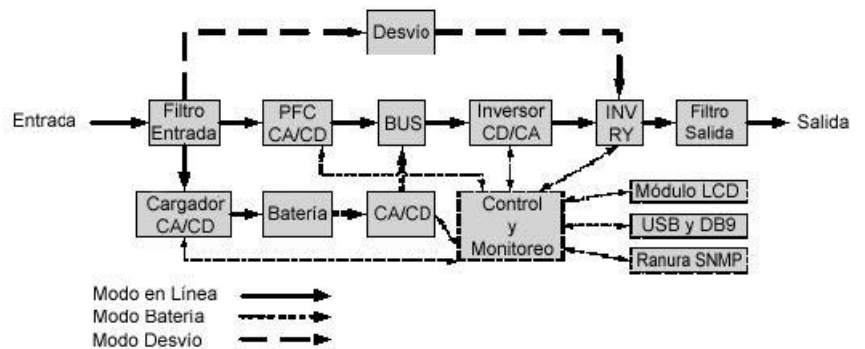 Desvío
Entraca
Filtro
Entrada
PFC
CA/CD
BUS
Inversor
CD/CA
INV
RY
Filtro
Salida
Salida
Cargador
CA/CD
Batería
CA/CD
Control
y
Monitoreo
Módulo LCD
USB y DB9
Ranura SNMP
Modo en Línea
Modo Batería
Modo Desvío